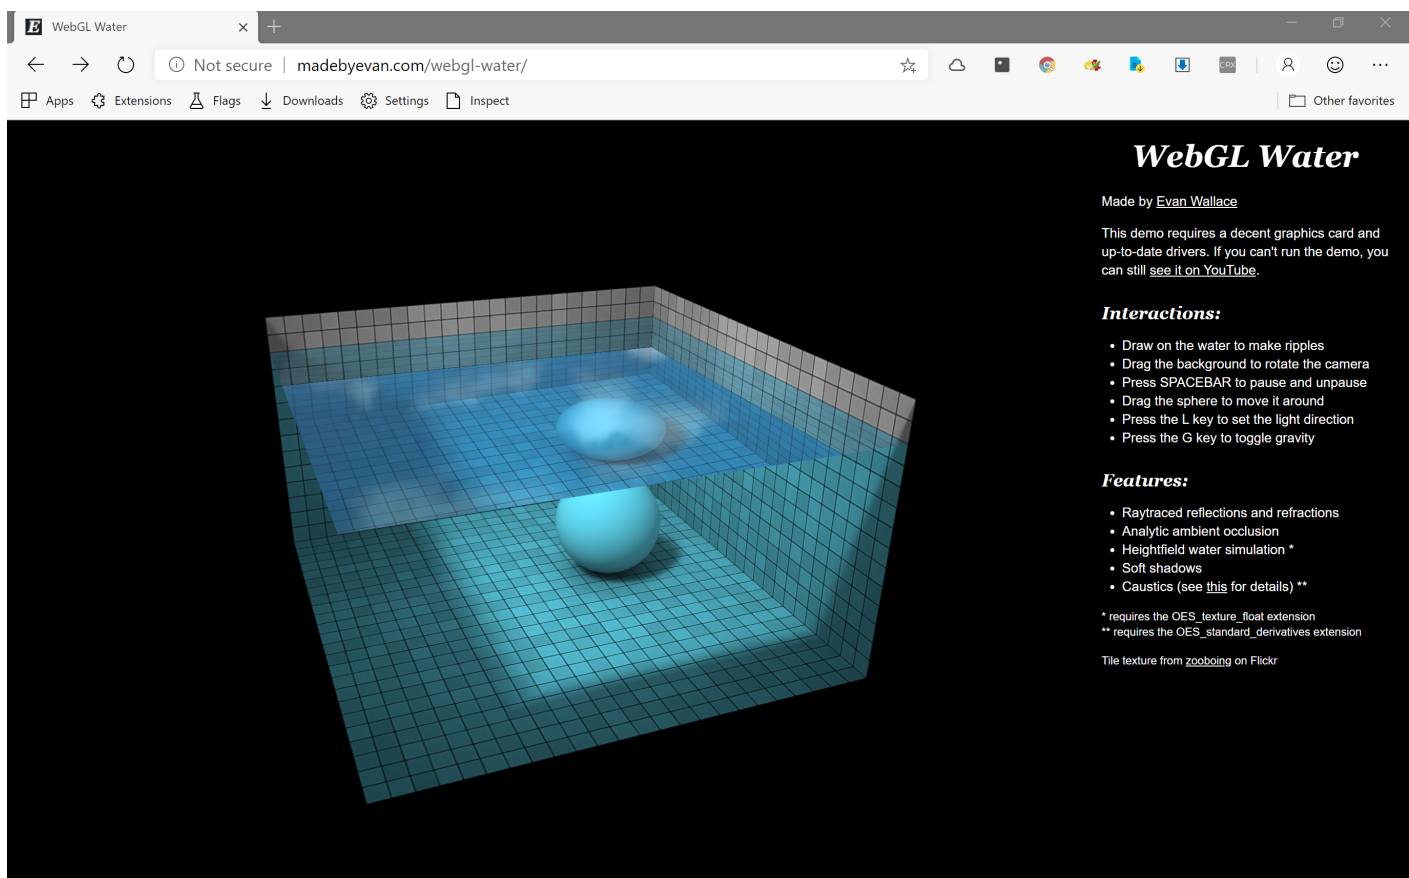 WebGL Water
Not secure madebyevan.com/webgl-water/
CRX
Apps Extensions Flags Downloads Settings Inspect Other favorites
WebGL Water
Made by Evan Wallace
This demo requires a decent graphics card and
up-to-date drivers. If you can't run the demo, you
can still see it on YouTube.
Interactions:
• Draw on the water to make ripples
• Drag the background to rotate the camera
• Press SPACEBAR to pause and unpause
• Drag the sphere to move it around
• Press the L key to set the light direction
• Press the G key to toggle gravity
Features:
• Raytraced reflections and refractions
• Analytic ambient occlusion
• Heightfield water simulation *
• Soft shadows
• Caustics (see this for details) **
* requires the OES_texture_float extension
** requires the OES_standard_derivatives extension
Tile texture from zooboing on Flickr